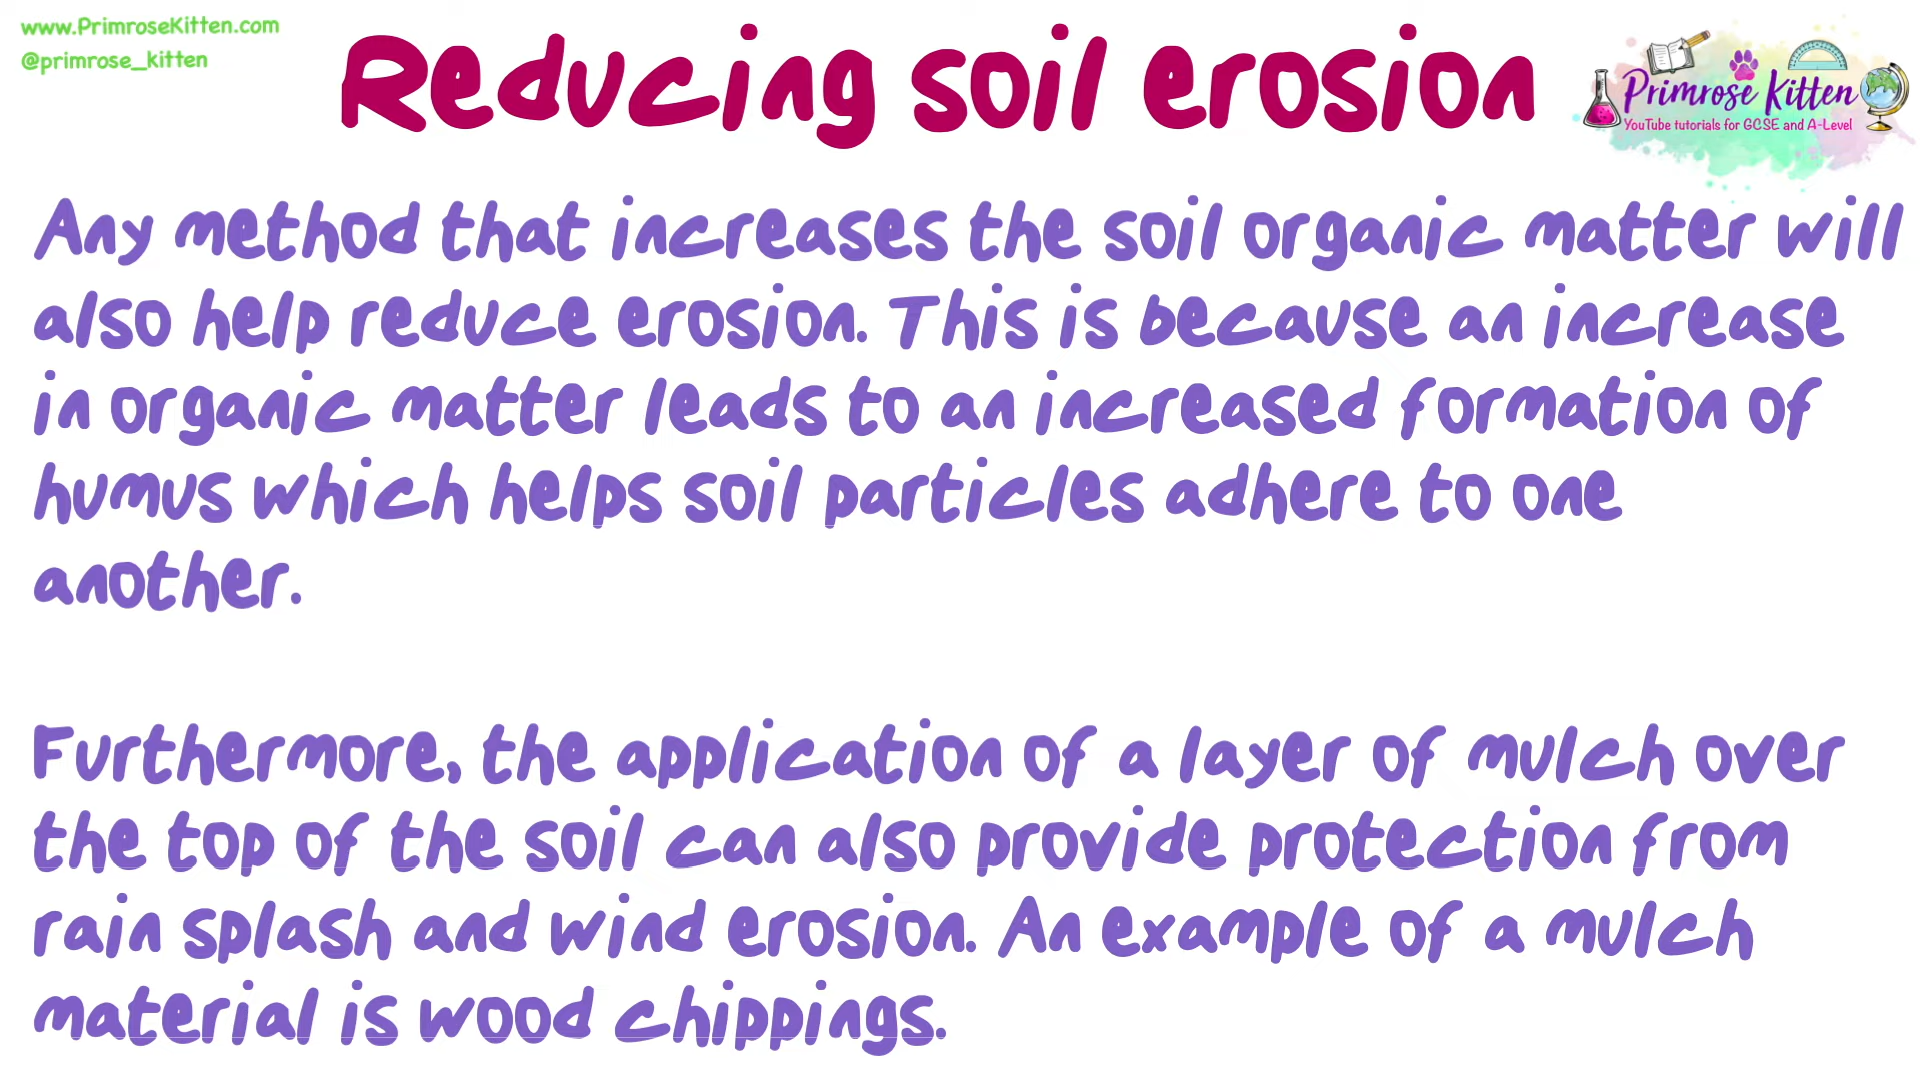 www.PrimroseKitten.com
@primrose_kitten
Reducing soil erosion
Primrose Kitten
YouTube tutorials for GCSE and A-Level
Any method that increases the soil organic matter will
also help reduce erosion. This is because an increase
in organic matter leads to an increased formation of
humus which helps soil particles adhere to one
another.
Furthermore, the application of a layer of mulch over
the top of the soil can also provide protection from
rain splash and wind erosion. An example of a mulch
material is wood chippings.